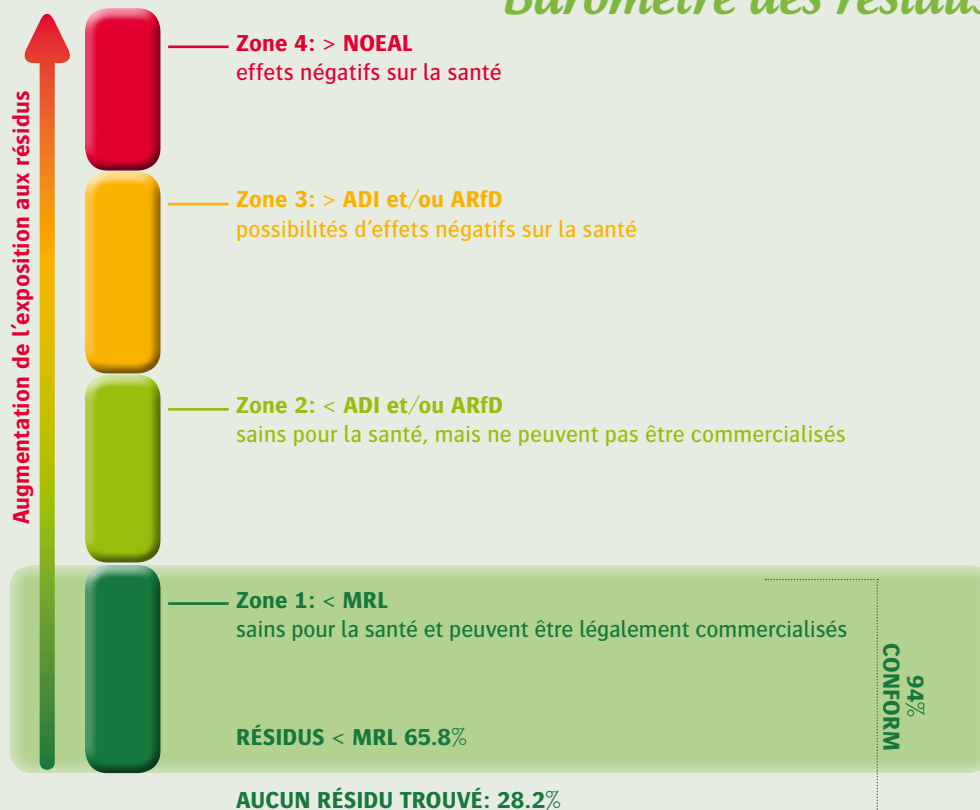 Baromètre des résidus
Zone 4: > NOEAL
effets négatifs sur la santé
Augmentation de l'exposition aux résidus
Zone 3: > ADI et/ou ARfD
possibilités d'effets négatifs sur la santé
Zone 2: < ADI et/ou ARfD
sains pour la santé, mais ne peuvent pas être commercialisés
Zone 1: < MRL
sains pour la santé et peuvent être légalement commercialisés
94%
CONFORM
RÉSIDUS < MRL 65.8%
AUCUN RÉSIDU TROUVÉ: 28.2%